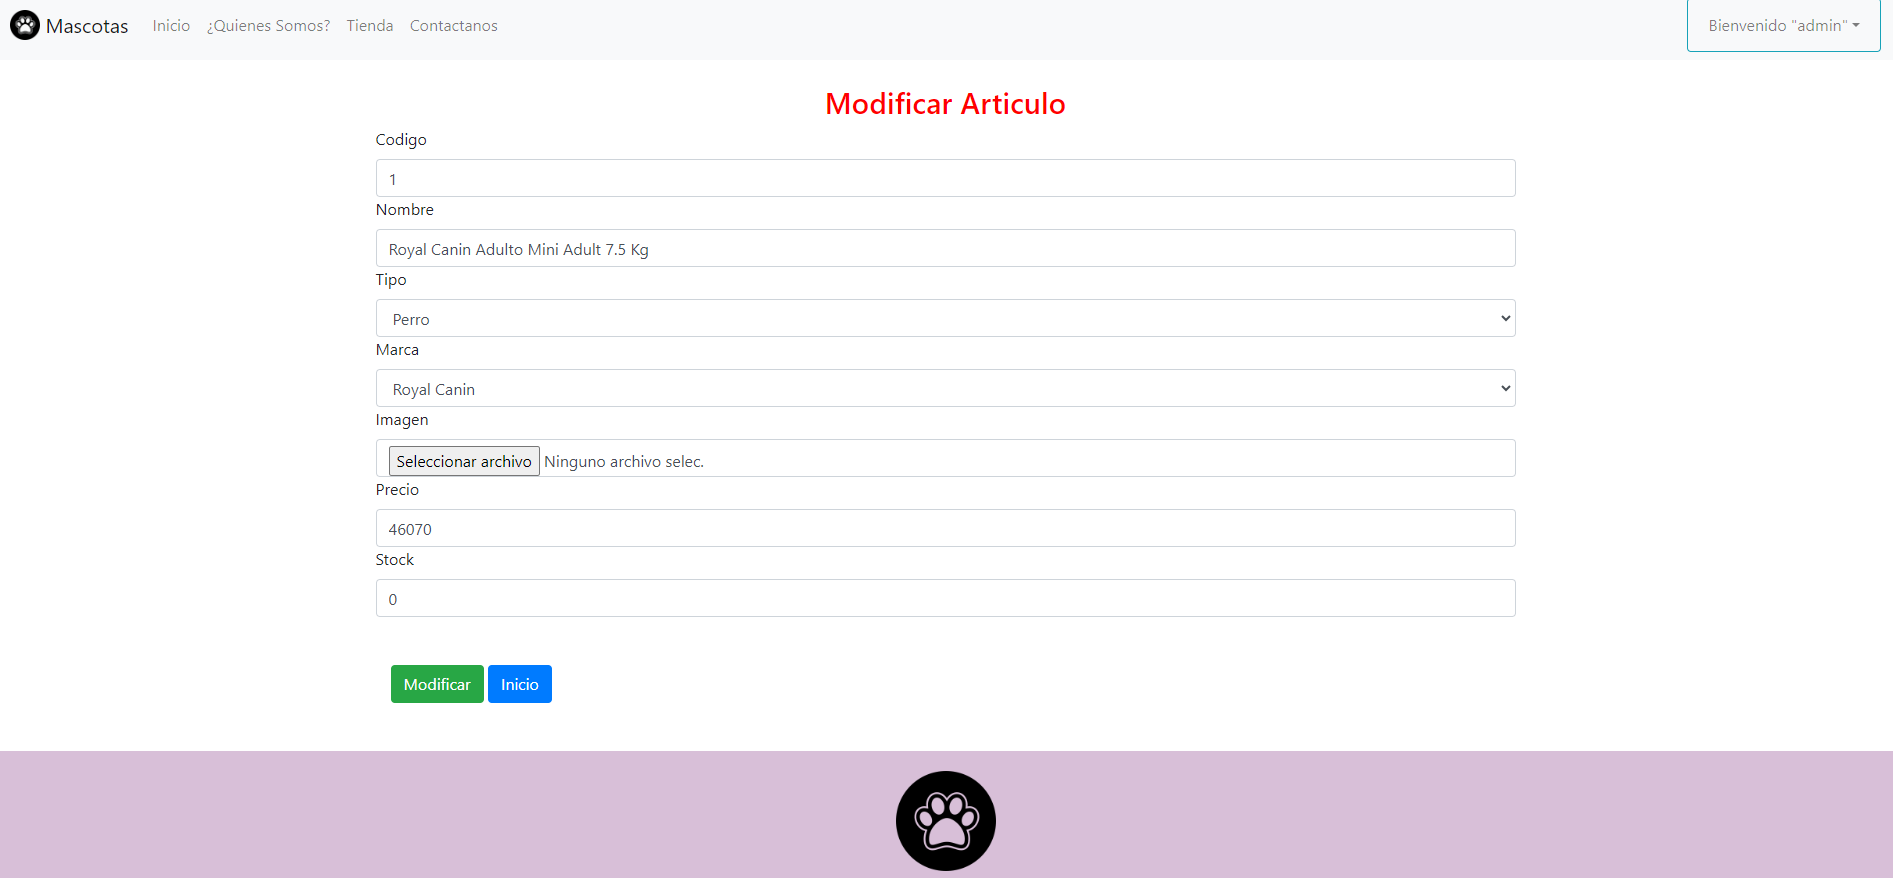 Mascotas Inicio ¿Quienes Somos? Tienda Contactanos Bienvenido "admin"
Modificar Articulo
Codigo
1
Nombre
Royal Canin Adulto Mini Adult 7.5 Kg
Tipo
Perro
Marca
Royal Canin
Imagen
Seleccionar archivo Ninguno archivo selec.
Precio
46070
Stock
0
Modificar Inicio